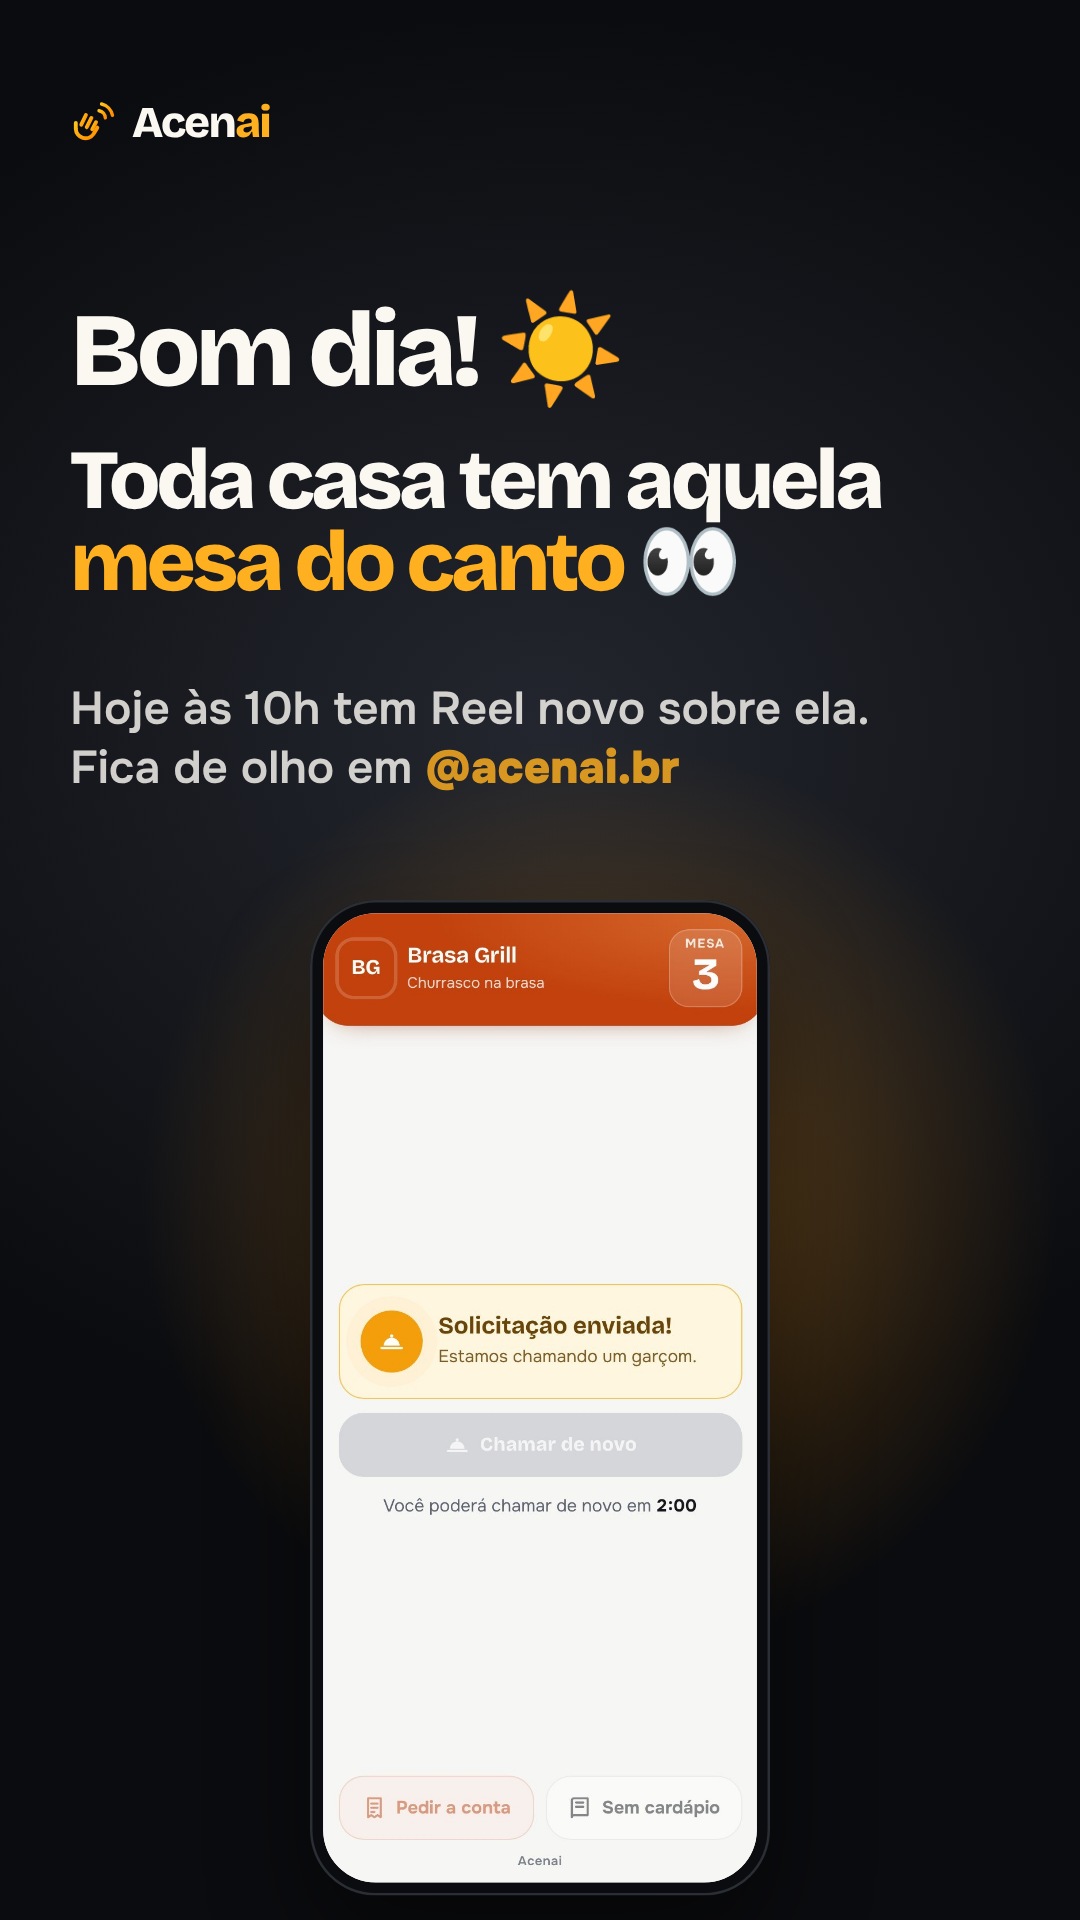 Acenai
Bom dia! ☀️
Toda casa tem aquela
mesa do canto 👀
Hoje às 10h tem Reel novo sobre ela.
Fica de olho em @acenai.br
BG
Brasa Grill
Churrasco na brasa
MESA
3
Solicitação enviada!
Estamos chamando um garçom.
Chamar de novo
Você poderá chamar de novo em 2:00
Pedir a conta
Sem cardápio
Acenai